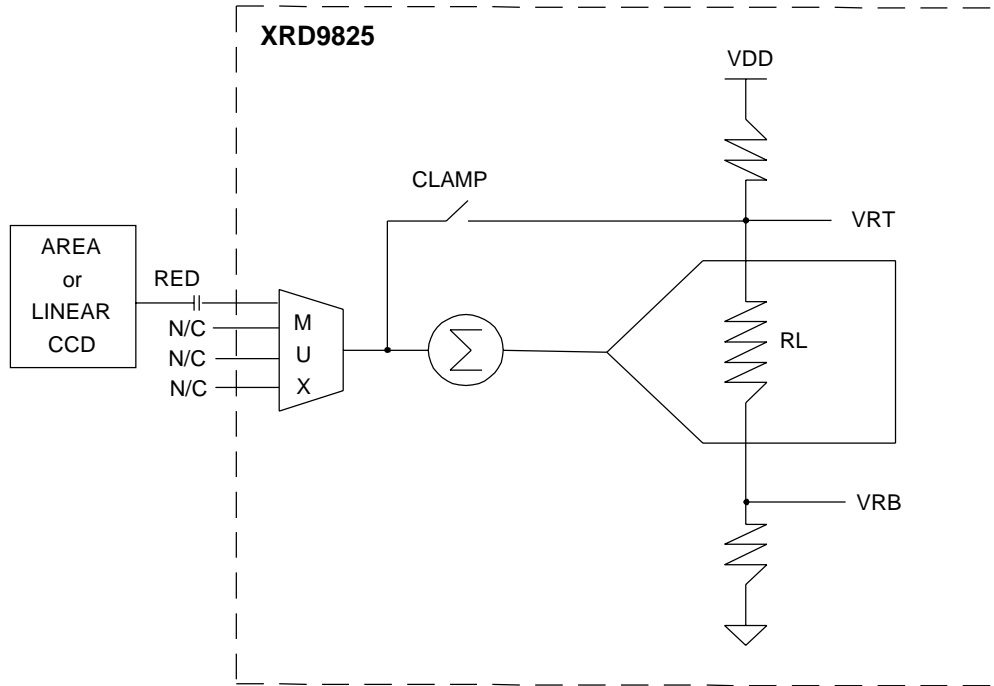 XRD9825
VDD
CLAMP
VRT
AREA
or
LINEAR
CCD
RED
N/C
N/C
N/C
M
U
X
Σ
RL
VRB